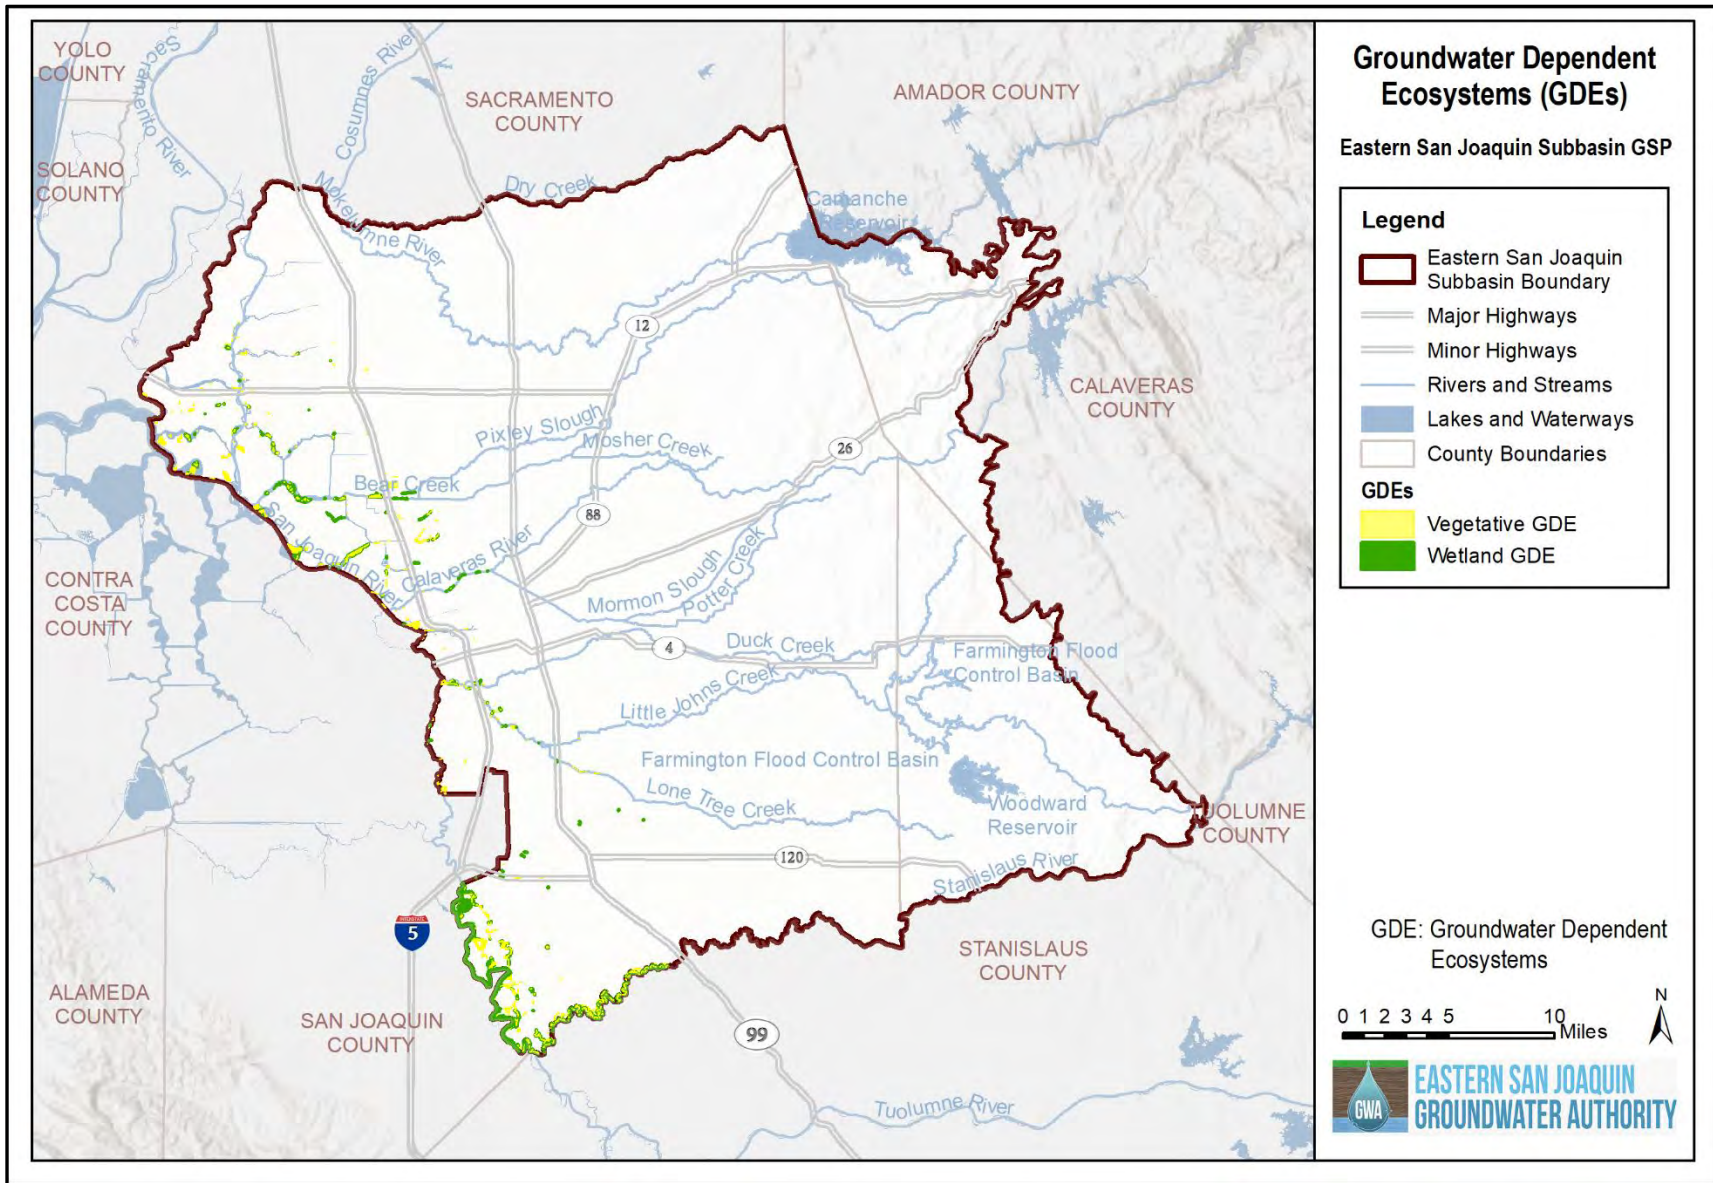 YOLO
COUNTY
Sacramento River
SOLANO
COUNTY
Cosumnes River
SACRAMENTO
COUNTY
AMADOR COUNTY
Mokelumne River
Dry Creek
Camanche
Reservoir
12
CALAVERAS
COUNTY
Pixley Slough
Mosher Creek
26
Bear Creek
88
San Joaquin River
Calaveras River
CONTRA
COSTA
COUNTY
Mormon Slough
Potter Creek
4
Duck Creek
Farmington Flood
Control Basin
Little Johns Creek
Farmington Flood Control Basin
Lone Tree Creek
Woodward
Reservoir
UOLUMNE
COUNTY
120
Stanislaus River
INTERSTATE
5
STANISLAUS
COUNTY
ALAMEDA
COUNTY
SAN JOAQUIN
COUNTY
99
Tuolumne River
Groundwater Dependent
Ecosystems (GDEs)
Eastern San Joaquin Subbasin GSP
Legend
Eastern San Joaquin
Subbasin Boundary
Major Highways
Minor Highways
Rivers and Streams
Lakes and Waterways
County Boundaries
GDEs
Vegetative GDE
Wetland GDE
GDE: Groundwater Dependent
Ecosystems
N
0 1 2 3 4 5 10
Miles
GWA
EASTERN SAN JOAQUIN
GROUNDWATER AUTHORITY